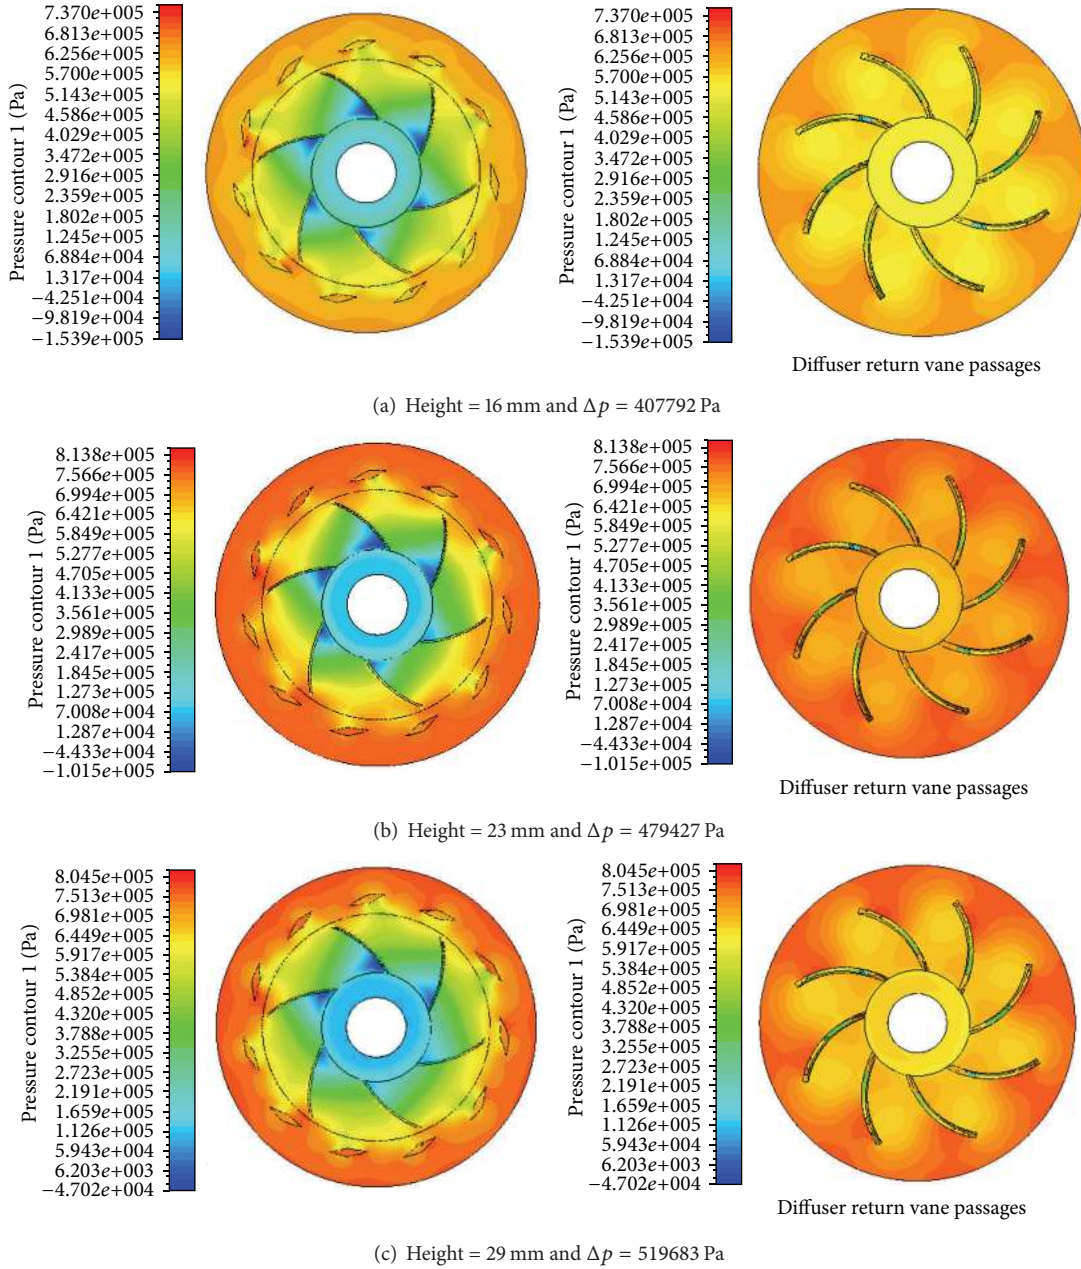 7.370e+005
6.813e+005
6.256e+005
5.700e+005
5.143e+005
4.586e+005
4.029e+005
3.472e+005
2.916e+005
2.359e+005
1.802e+005
1.245e+005
6.884e+004
1.317e+004
−4.251e+004
−9.819e+004
−1.539e+005
Pressure contour 1 (Pa)
7.370e+005
6.813e+005
6.256e+005
5.700e+005
5.143e+005
4.586e+005
4.029e+005
3.472e+005
2.916e+005
2.359e+005
1.802e+005
1.245e+005
6.884e+004
1.317e+004
−4.251e+004
−9.819e+004
−1.539e+005
Pressure contour 1 (Pa)
Diffuser return vane passages
(a) Height = 16 mm and Δp = 407792 Pa
8.138e+005
7.566e+005
6.994e+005
6.421e+005
5.849e+005
5.277e+005
4.705e+005
4.133e+005
3.561e+005
2.989e+005
2.417e+005
1.845e+005
1.273e+005
7.008e+004
1.287e+004
−4.433e+004
−1.015e+005
Pressure contour 1 (Pa)
8.138e+005
7.566e+005
6.994e+005
6.421e+005
5.849e+005
5.277e+005
4.705e+005
4.133e+005
3.561e+005
2.989e+005
2.417e+005
1.845e+005
1.273e+005
7.008e+004
1.287e+004
−4.433e+004
−1.015e+005
Pressure contour 1 (Pa)
Diffuser return vane passages
(b) Height = 23 mm and Δp = 479427 Pa
8.045e+005
7.513e+005
6.981e+005
6.449e+005
5.917e+005
5.384e+005
4.852e+005
4.320e+005
3.788e+005
3.255e+005
2.723e+005
2.191e+005
1.659e+005
1.126e+005
5.943e+004
6.203e+003
−4.702e+004
Pressure contour 1 (Pa)
8.045e+005
7.513e+005
6.981e+005
6.449e+005
5.917e+005
5.384e+005
4.852e+005
4.320e+005
3.788e+005
3.255e+005
2.723e+005
2.191e+005
1.659e+005
1.126e+005
5.943e+004
6.203e+003
−4.702e+004
Pressure contour 1 (Pa)
Diffuser return vane passages
(c) Height = 29 mm and Δp = 519683 Pa